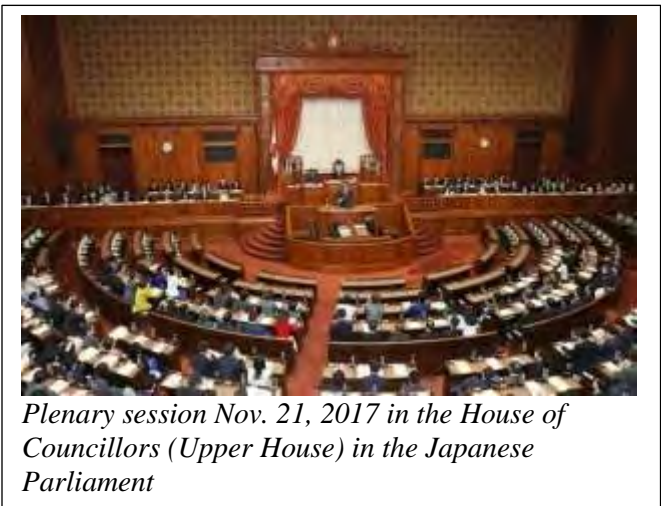 Plenary session Nov. 21, 2017 in the House of
Councillors (Upper House) in the Japanese
Parliament